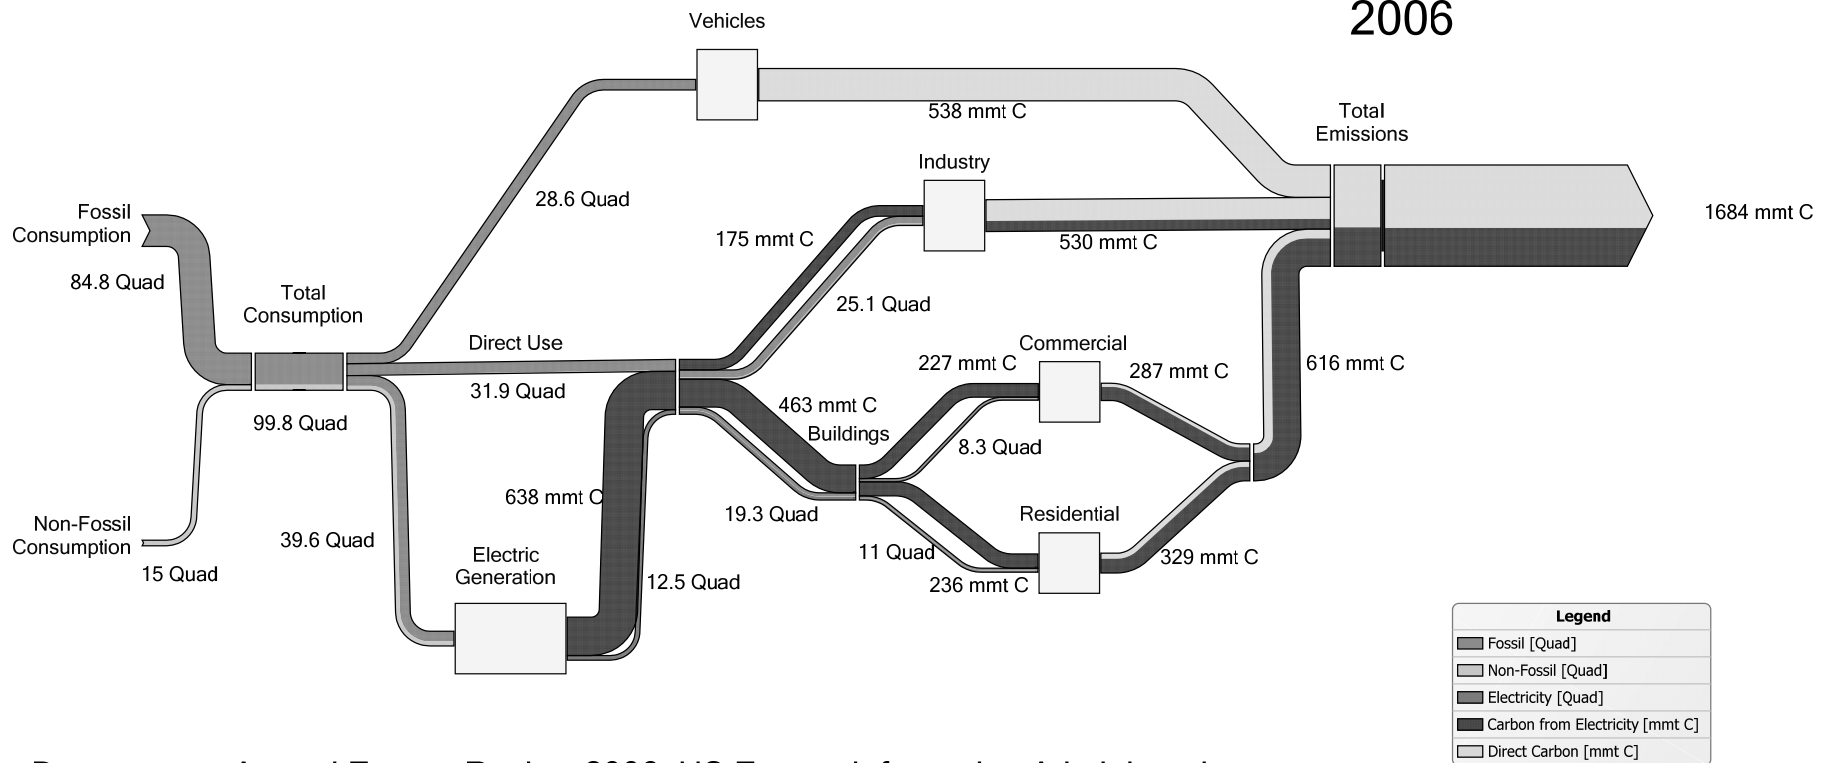 2006
Vehicles
538 mmt C
Total
Emissions
Industry
28.6 Quad
Fossil
Consumption
1684 mmt C
175 mmt C
530 mmt C
84.8 Quad
Total
Consumption
25.1 Quad
Direct Use
Commercial
227 mmt C
287 mmt C
616 mmt C
31.9 Quad
463 mmt C
99.8 Quad
Buildings
8.3 Quad
638 mmt C
19.3 Quad
Residential
Non-Fossil
Consumption
39.6 Quad
11 Quad
329 mmt C
Electric
Generation
15 Quad
12.5 Quad
236 mmt C
Legend
Fossil [Quad]
Non-Fossil [Quad]
Electricity [Quad]
Carbon from Electricity [mmt C]
Direct Carbon [mmt C]